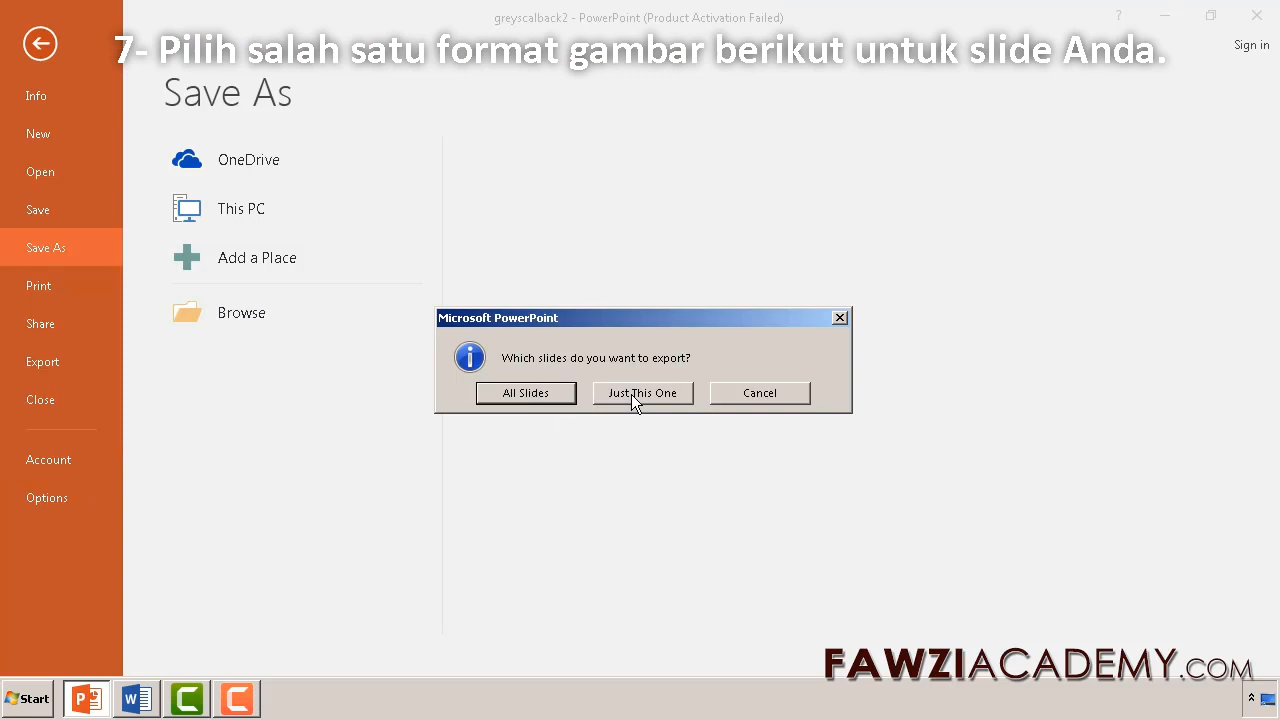 greyscalback2 - PowerPoint (Product Activation Failed)
?
Sign in
7- Pilih salah satu format gambar berikut untuk slide Anda.
Info
New
Open
Save
Save As
Print
Share
Export
Close
Account
Options
Save As
OneDrive
This PC
Add a Place
Browse
Microsoft PowerPoint
Which slides do you want to export?
All Slides
Just This One
Cancel
FAWZIACADEMY.COM
Start